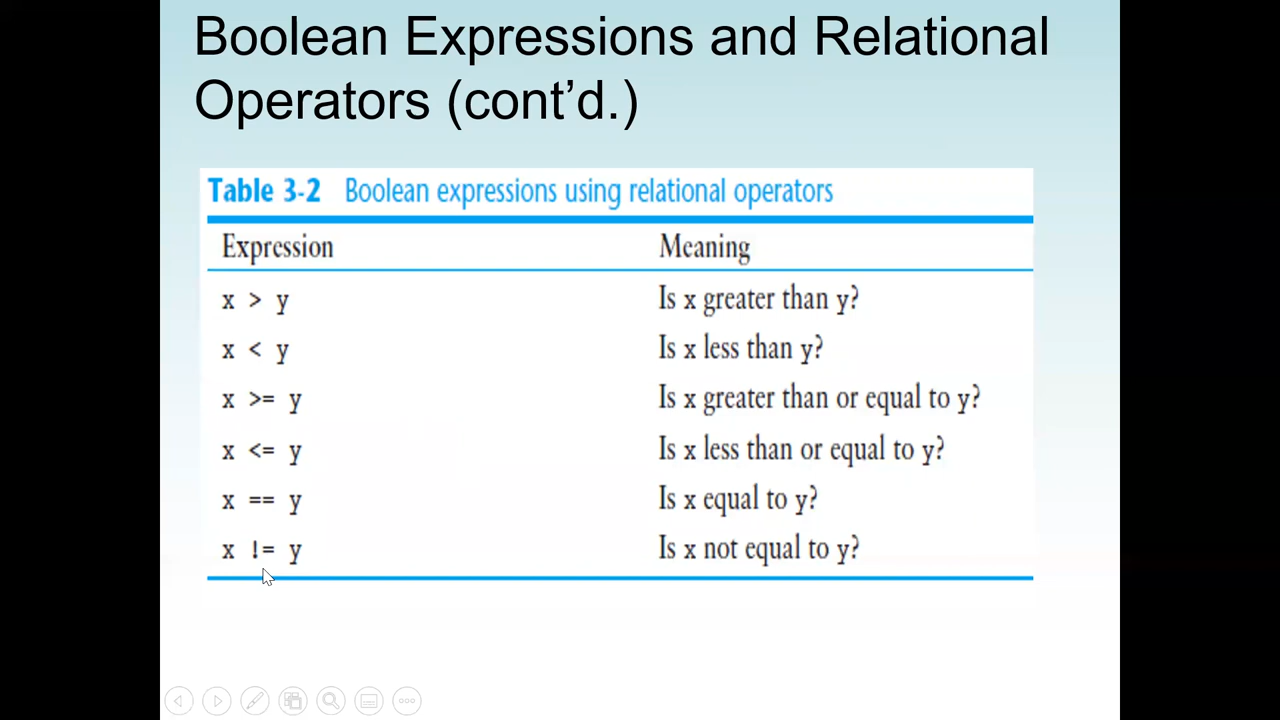 Boolean Expressions and Relational
Operators (cont’d.)
Table 3-2 Boolean expressions using relational operators
Expression Meaning
x > y Is x greater than y?
x < y Is x less than y?
x >= y Is x greater than or equal to y?
x <= y Is x less than or equal to y?
x == y Is x equal to y?
x != y Is x not equal to y?